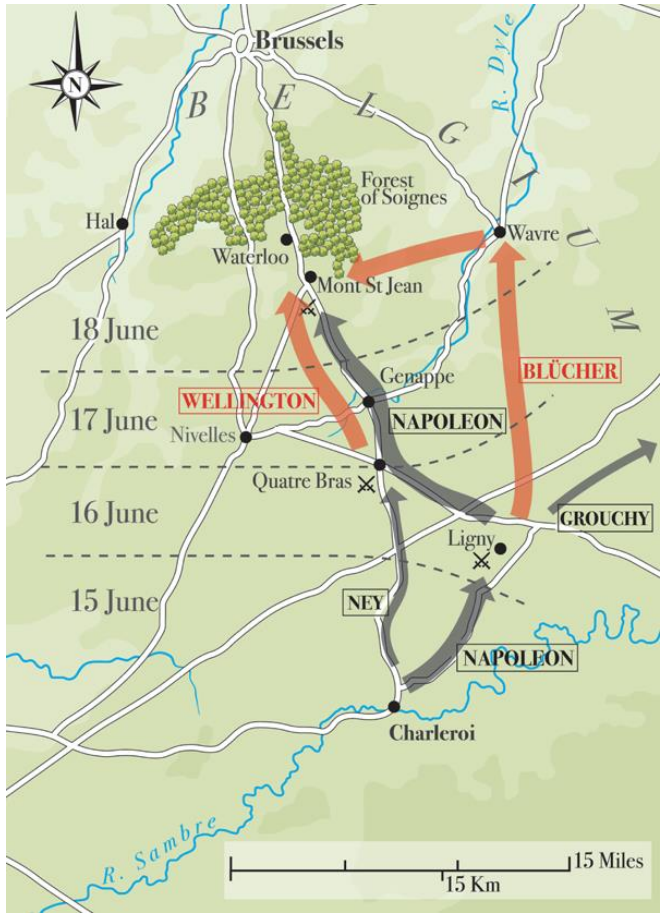 Brussels
N
B E L G I U M
R. Dyle
Forest
of Soignes
Hal
Waterloo
Wavre
Mont St Jean
18 June
BLÜCHER
Genappe
WELLINGTON
17 June
NAPOLEON
Nivelles
Quatre Bras
16 June
GROUCHY
Ligny
15 June
NEY
NAPOLEON
Charleroi
R. Sambre
15 Miles
15 Km